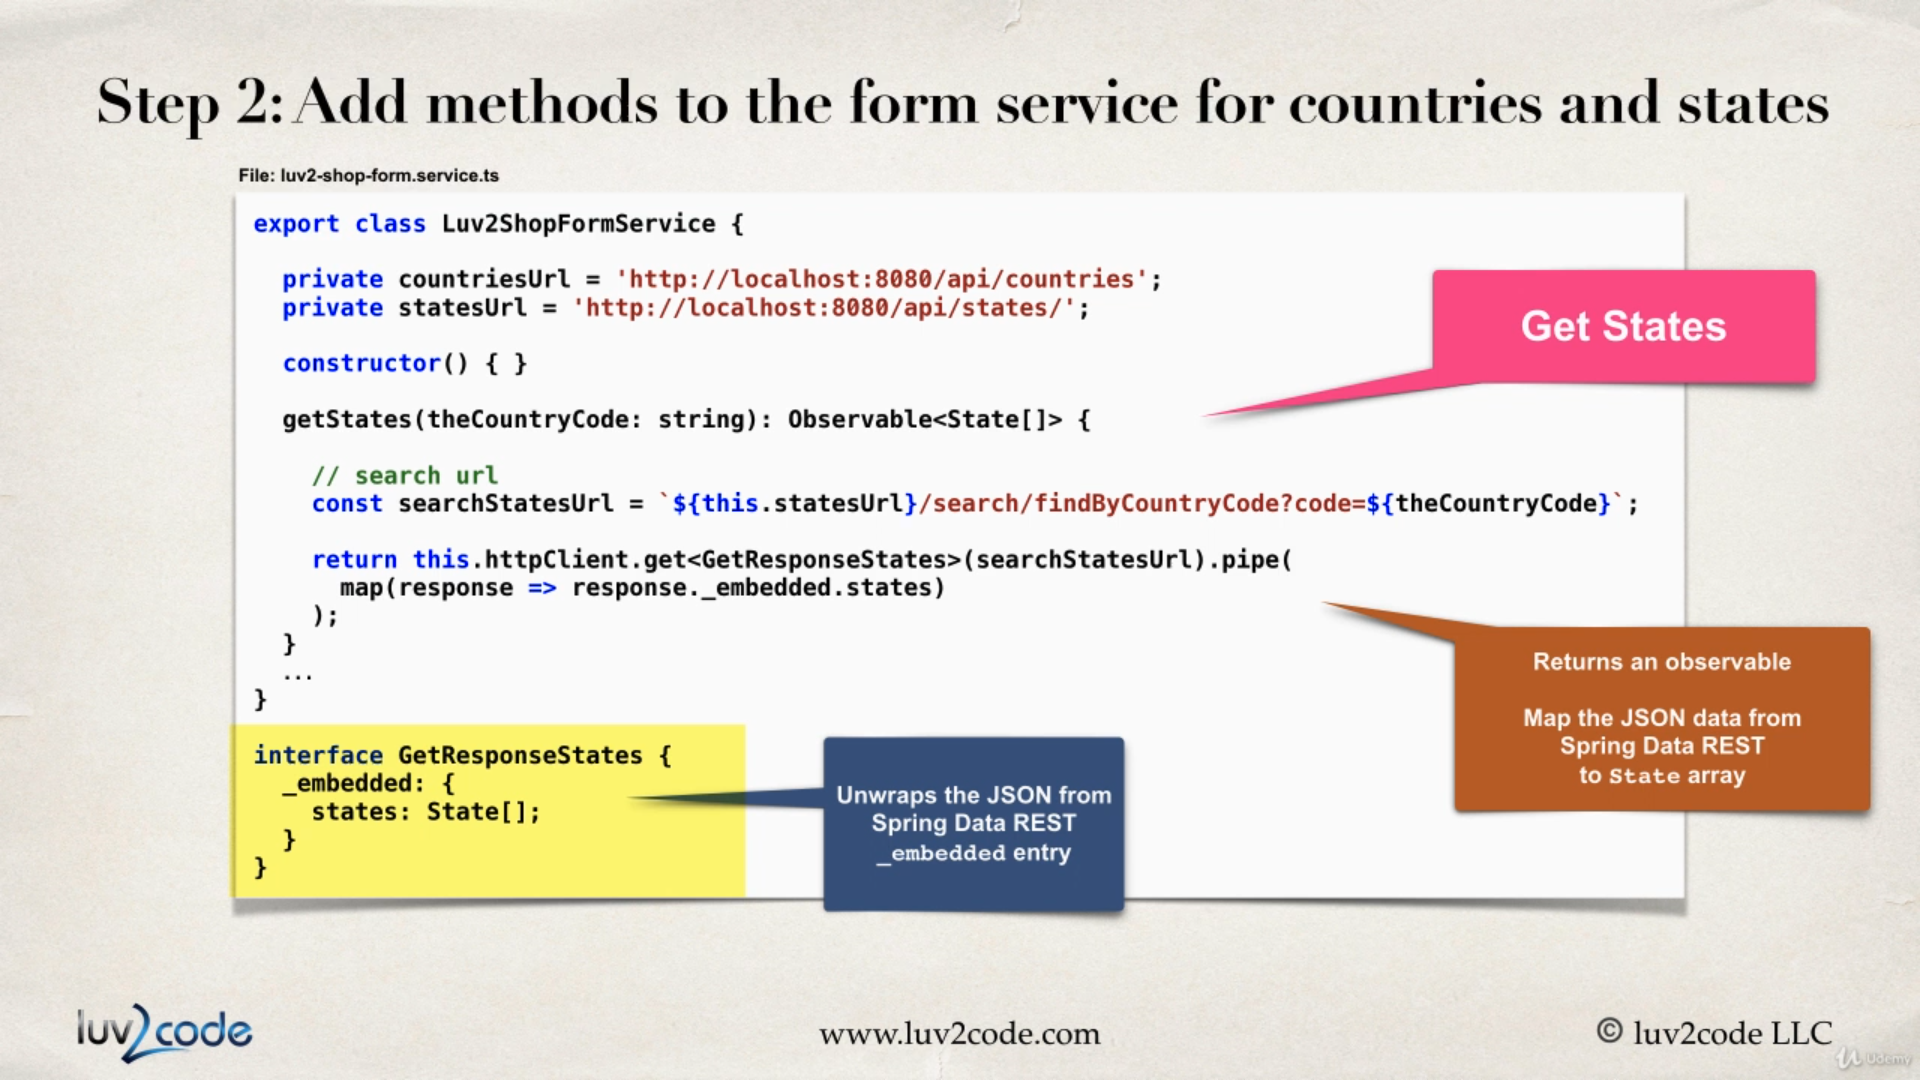 Step 2: Add methods to the form service for countries and states
File: luv2-shop-form.service.ts
export class Luv2ShopFormService {
private countriesUrl = 'http://localhost:8080/api/countries';
private statesUrl = 'http://localhost:8080/api/states/';
constructor() { }
getStates(theCountryCode: string): Observable<State[]> {
// search url
const searchStatesUrl = `${this.statesUrl}/search/findByCountryCode?code=${theCountryCode}`;
return this.httpClient.get<GetResponseStates>(searchStatesUrl).pipe(
map(response => response._embedded.states)
);
}
...
}
interface GetResponseStates {
_embedded: {
states: State[];
}
}
Get States
Returns an observable
Map the JSON data from
Spring Data REST
to State array
Unwraps the JSON from
Spring Data REST
_embedded entry
luv2code
www.luv2code.com
© luv2code LLC
Udemy